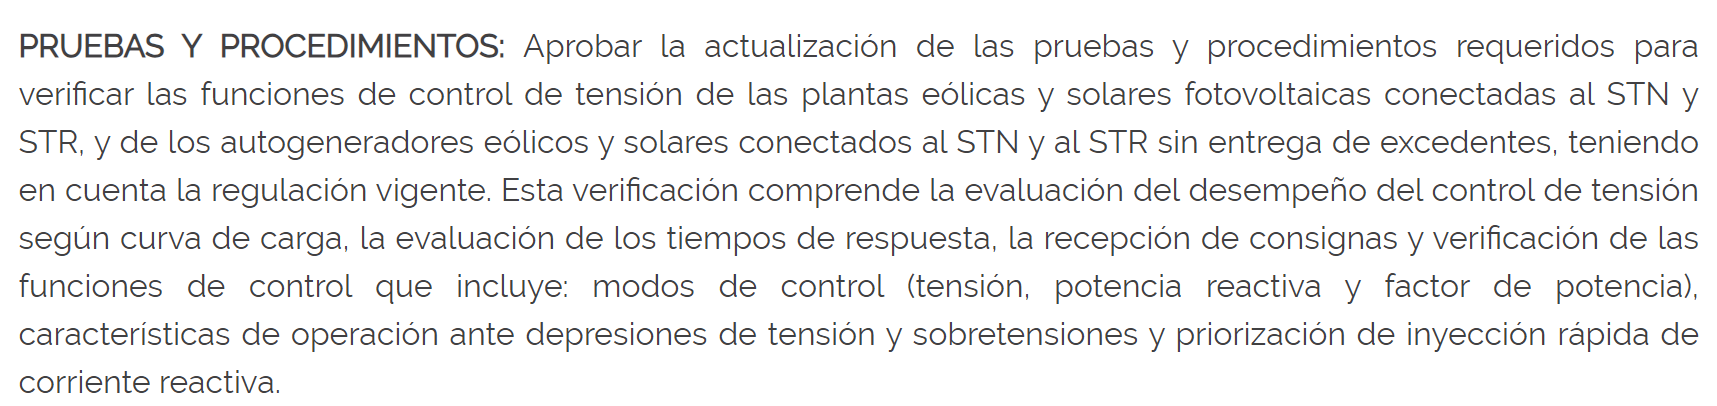 PRUEBAS Y PROCEDIMIENTOS: Aprobar la actualización de las pruebas y procedimientos requeridos para
verificar las funciones de control de tensión de las plantas eólicas y solares fotovoltaicas conectadas al STN y
STR, y de los autogeneradores eólicos y solares conectados al STN y al STR sin entrega de excedentes, teniendo
en cuenta la regulación vigente. Esta verificación comprende la evaluación del desempeño del control de tensión
según curva de carga, la evaluación de los tiempos de respuesta, la recepción de consignas y verificación de las
funciones de control que incluye: modos de control (tensión, potencia reactiva y factor de potencia),
características de operación ante depresiones de tensión y sobretensiones y priorización de inyección rápida de
corriente reactiva.